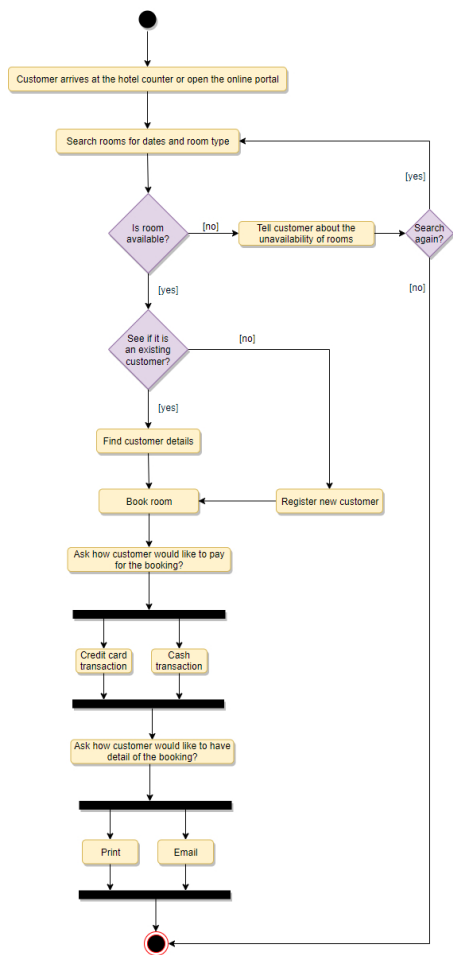 Customer arrives at the hotel counter or open the online portal
Search rooms for dates and room type
[yes]
Is room
available?
[no]
Tell customer about the
unavailability of rooms
Search
again?
[yes]
[no]
See if it is
an existing
customer?
[no]
[yes]
Find customer details
Book room
Register new customer
Ask how customer would like to pay
for the booking?
Credit card
transaction
Cash
transaction
Ask how customer would like to have
detail of the booking?
Print
Email